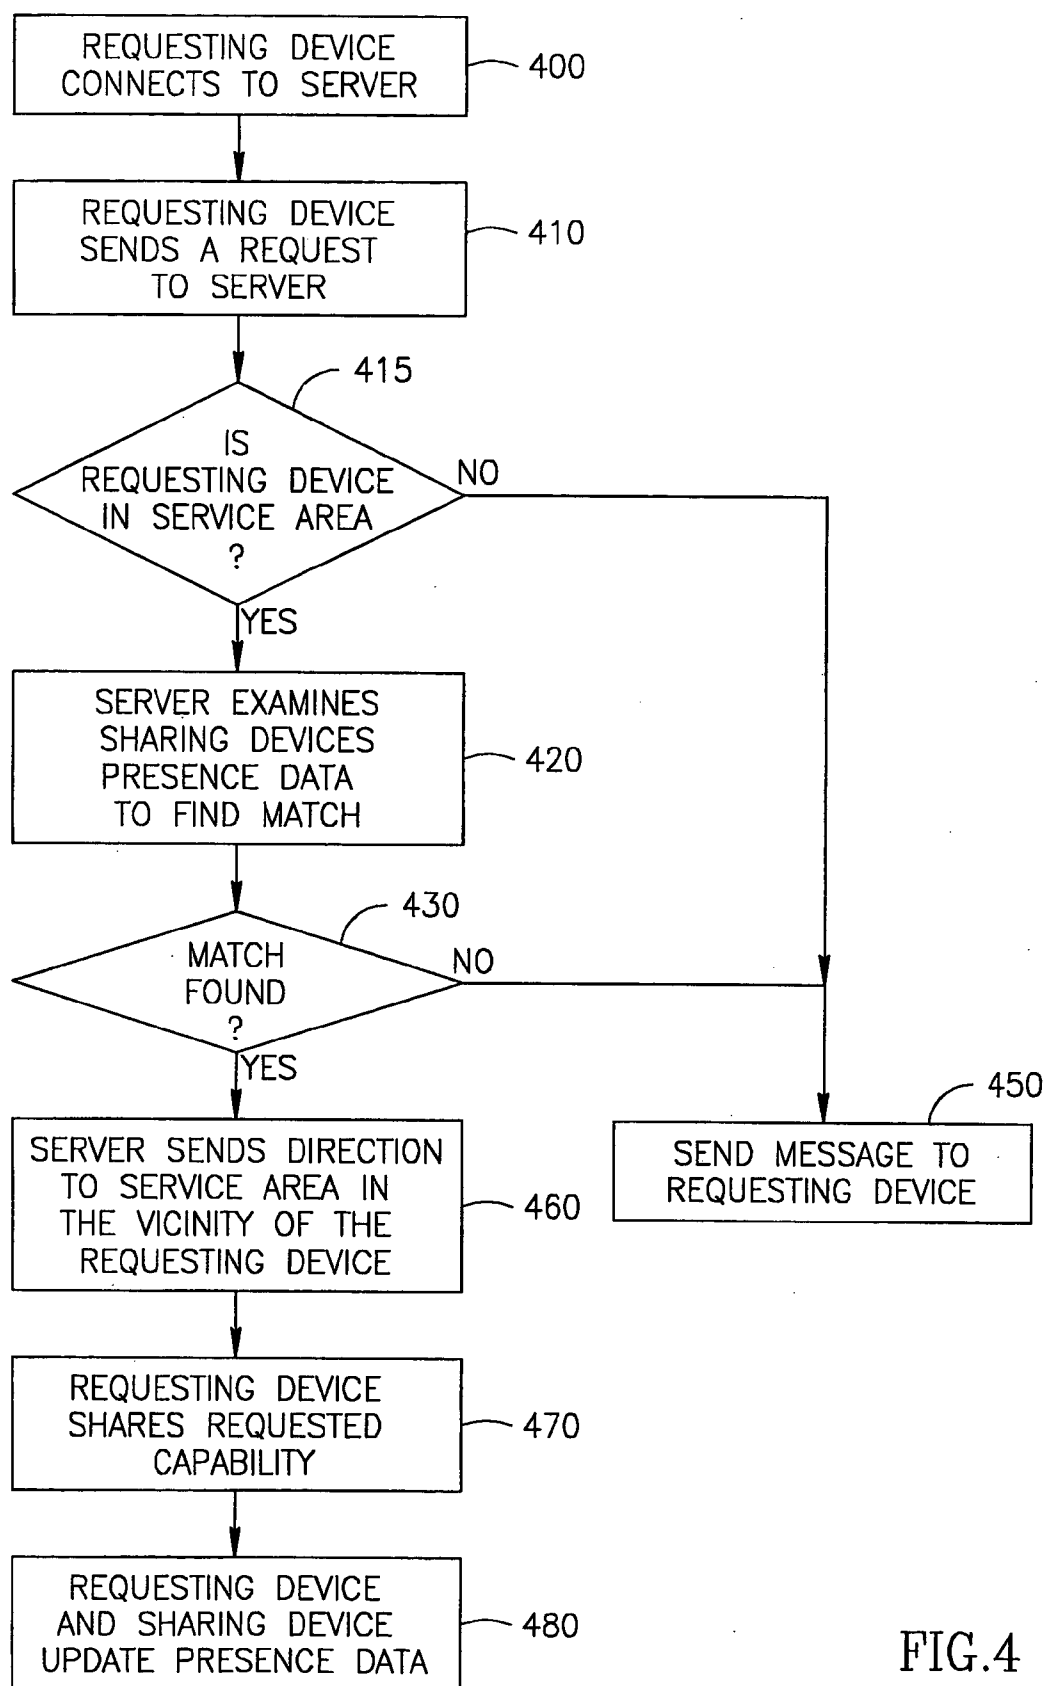 REQUESTING DEVICE
CONNECTS TO SERVER
400
REQUESTING DEVICE
SENDS A REQUEST
TO SERVER
410
415
IS
REQUESTING DEVICE
IN SERVICE AREA
?
NO
YES
SERVER EXAMINES
SHARING DEVICES
PRESENCE DATA
TO FIND MATCH
420
430
MATCH
FOUND
?
NO
YES
450
SEND MESSAGE TO
REQUESTING DEVICE
SERVER SENDS DIRECTION
TO SERVICE AREA IN
THE VICINITY OF THE
REQUESTING DEVICE
460
REQUESTING DEVICE
SHARES REQUESTED
CAPABILITY
470
REQUESTING DEVICE
AND SHARING DEVICE
UPDATE PRESENCE DATA
480
FIG.4